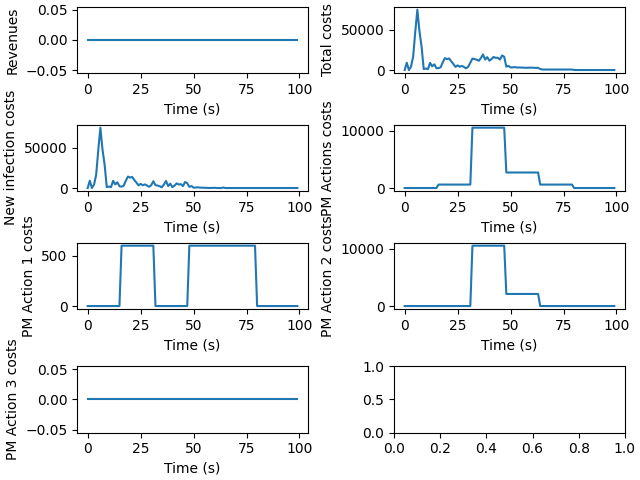 Revenues
0.05
0.00
−0.05
0 25 50 75 100
Time (s)
Total costs
50000
0
0 25 50 75 100
Time (s)
New infection costs
50000
0
0 25 50 75 100
Time (s)
PM Actions costs
10000
0
0 25 50 75 100
Time (s)
PM Action 1 costs
500
0
0 25 50 75 100
Time (s)
PM Action 2 costs
10000
0
0 25 50 75 100
Time (s)
PM Action 3 costs
0.05
0.00
−0.05
0 25 50 75 100
Time (s)
1.0
0.5
0.0
0.0 0.2 0.4 0.6 0.8 1.0